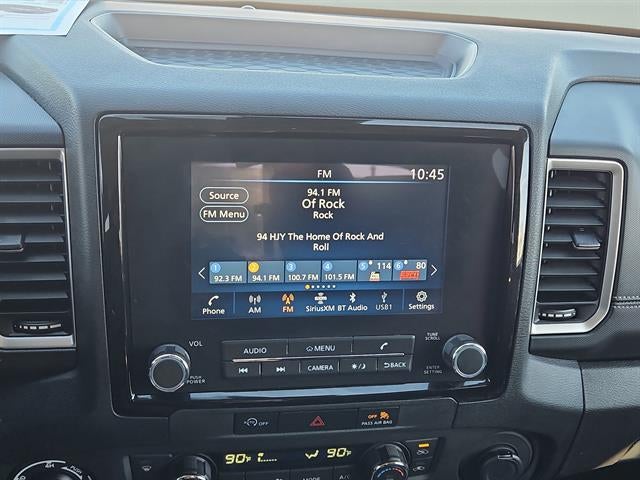 FM 10:45
Source
FM Menu
94.1 FM
Of Rock
Rock
94 HJY The Home Of Rock And
Roll
1 2 3 4 5 114 6 80
92.3 FM 94.1 FM 100.7 FM 101.5 FM
Phone AM FM SiriusXM BT Audio USB1 Settings
VOL
PUSH
POWER
AUDIO MENU
CAMERA BACK
TUNE
SCROLL
ENTER
SETTING
OFF
OFF
PASS AIR BAG
90°F 90°F
4H MODE A/C